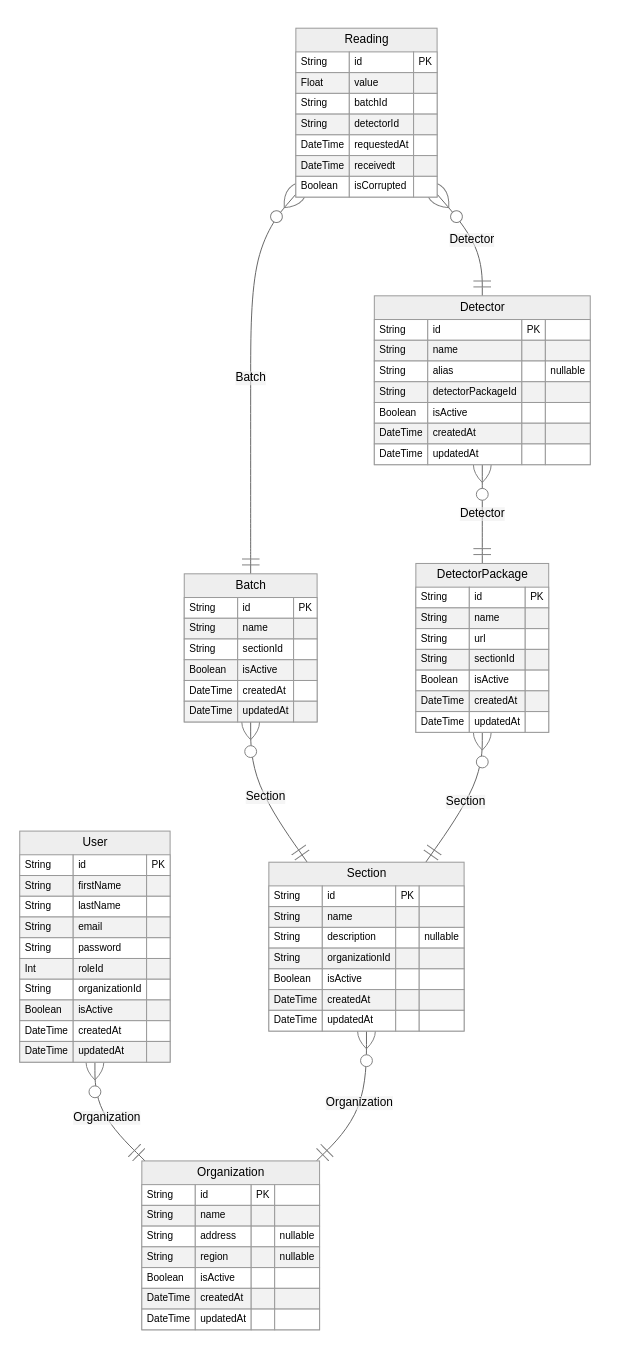 Reading
String id PK
Float value
String batchId
String detectorId
DateTime requestedAt
DateTime receivedt
Boolean isCorrupted
Detector
Detector
String id PK
String name
String alias nullable
String detectorPackageId
Boolean isActive
DateTime createdAt
DateTime updatedAt
Batch
Detector
DetectorPackage
String id PK
String name
String url
String sectionId
Boolean isActive
DateTime createdAt
DateTime updatedAt
Batch
String id PK
String name
String sectionId
Boolean isActive
DateTime createdAt
DateTime updatedAt
Section
Section
User
String id PK
String firstName
String lastName
String email
String password
Int roleId
String organizationId
Boolean isActive
DateTime createdAt
DateTime updatedAt
Section
String id PK
String name
String description nullable
String organizationId
Boolean isActive
DateTime createdAt
DateTime updatedAt
Organization
Organization
Organization
String id PK
String name
String address nullable
String region nullable
Boolean isActive
DateTime createdAt
DateTime updatedAt